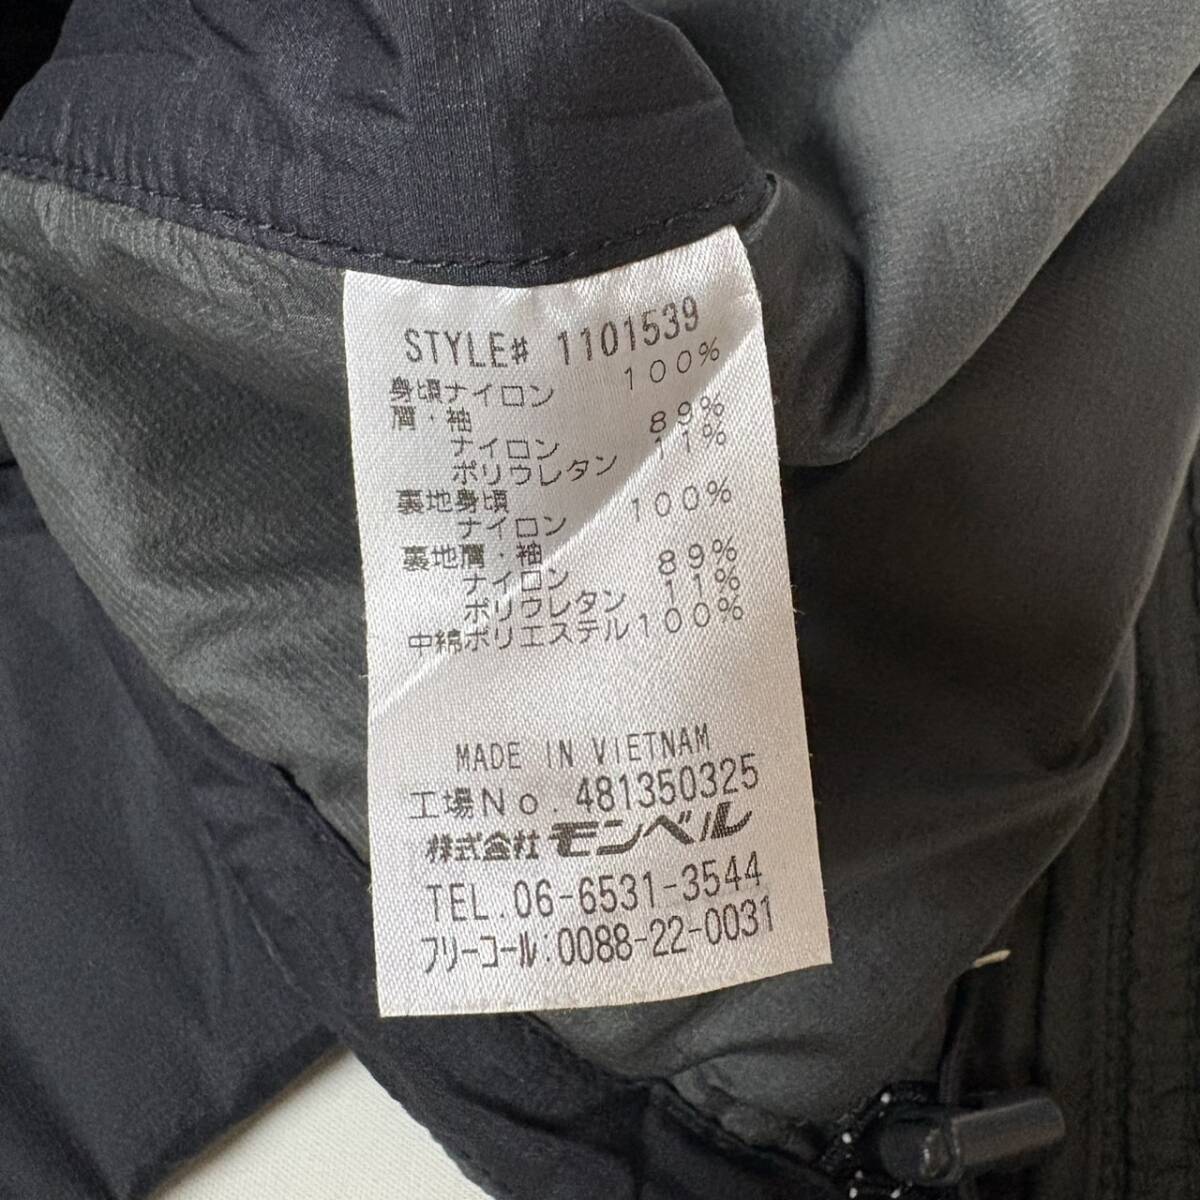 STYLE# 1101539
身頃ナイロン 100%
肩・袖
ナイロン 89%
ポリウレタン 11%
裏地身頃
ナイロン 100%
裏地肩・袖
ナイロン 89%
ポリウレタン 11%
中綿ポリエステル100%
MADE IN VIETNAM
工場No. 481350325
株式会社モンベル
TEL.06-6531-3544
フリーコール:0088-22-0031